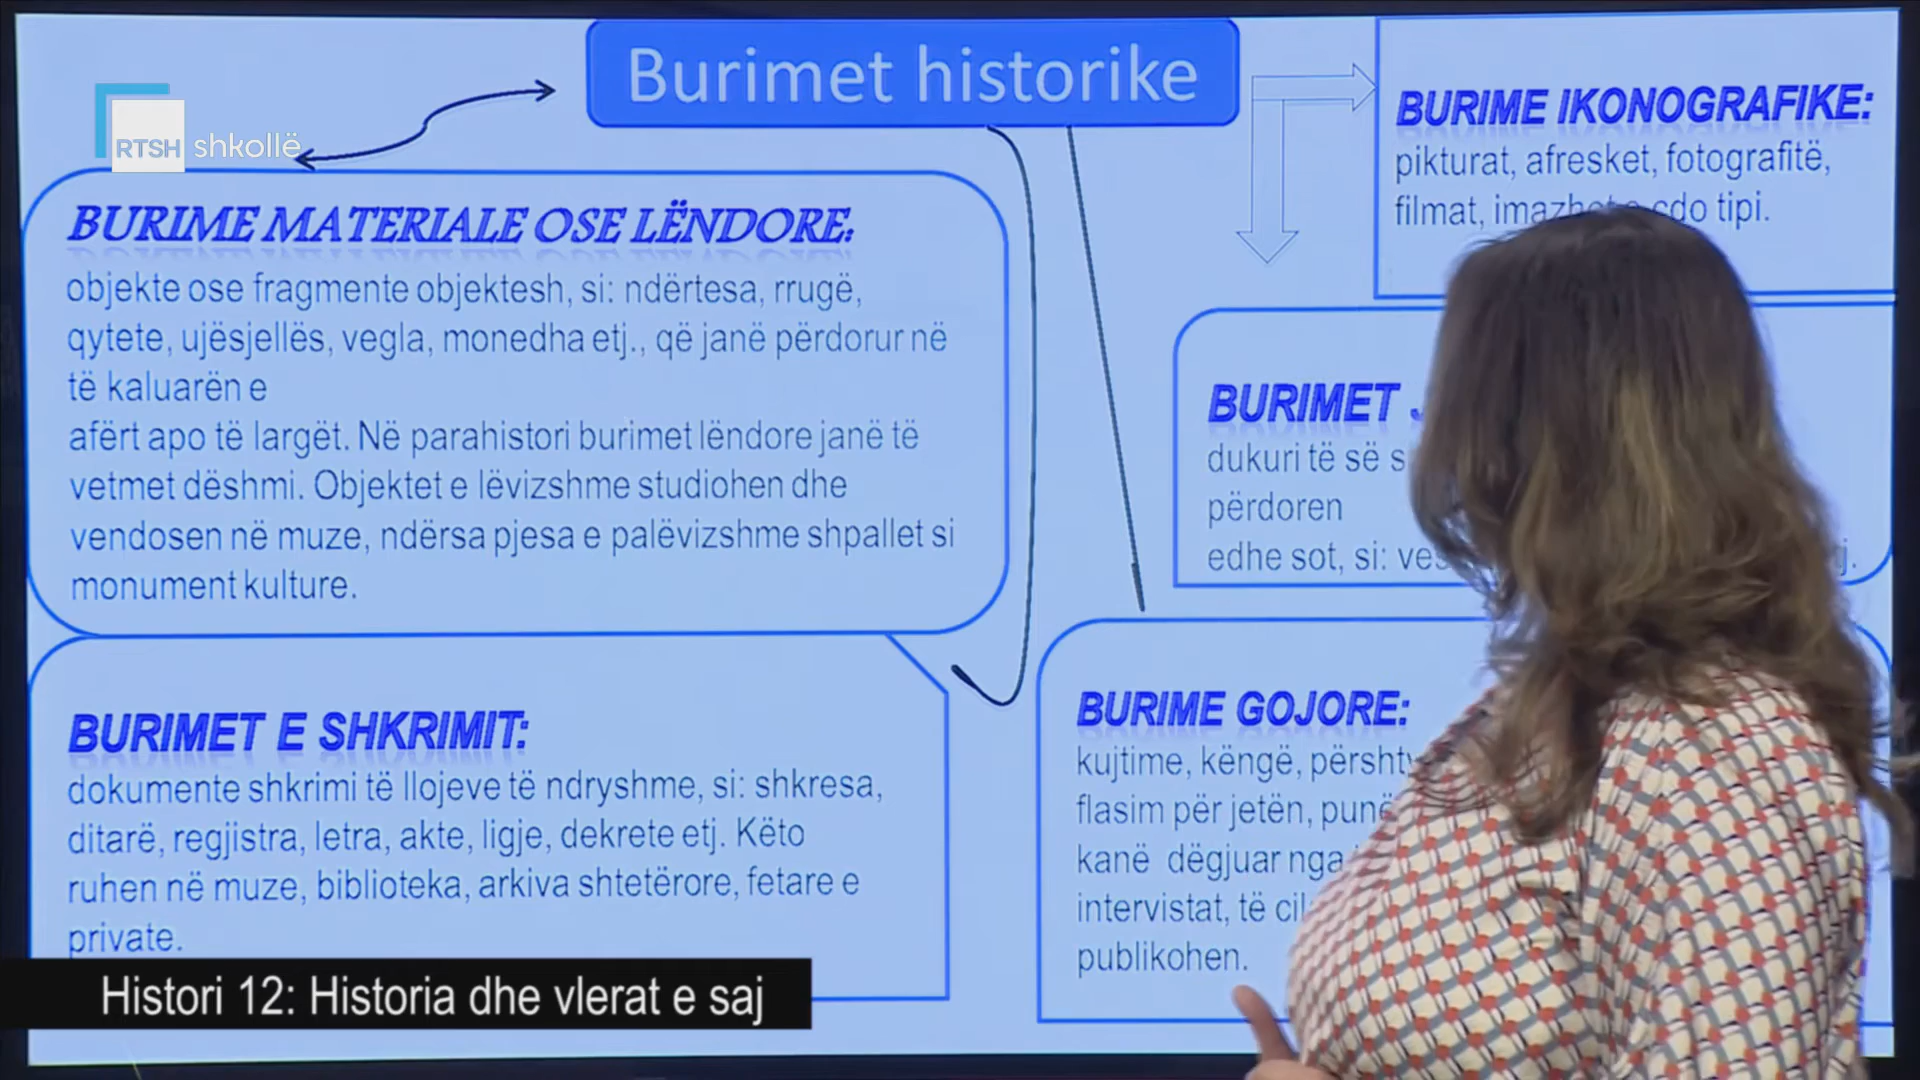 Burimet historike
RTSH shkollë
BURIME MATERIALE OSE LËNDORE:
objekte ose fragmente objektesh, si: ndërtesa, rrugë,
qytete, ujësjellës, vegla, monedha etj., që janë përdorur në
të kaluarën e
afërt apo të largët. Në parahistori burimet lëndore janë të
vetmet dëshmi. Objektet e lëvizshme studiohen dhe
vendosen në muze, ndërsa pjesa e palëvizshme shpallet si
monument kulture.
BURIMET E SHKRIMIT:
dokumente shkrimi të llojeve të ndryshme, si: shkresa,
ditarë, regjistra, letra, akte, ligje, dekrete etj. Këto
ruhen në muze, biblioteka, arkiva shtetërore, fetare e
private.
BURIME IKONOGRAFIKE:
pikturat, afresket, fotografitë,
filmat, cdo tipi.
BURIMET
dukuri të së
përdoren
edhe sot, si:
BURIME GOJORE:
kujtime, këngë,
flasim për jetën,
kanë dëgjuar nga
intervistat, të
publikohen.
Histori 12: Historia dhe vlerat e saj